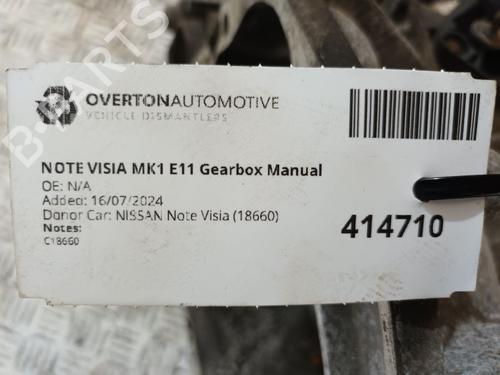 OVERTONAUTOMOTIVE
VEHICLE DISMANTLERS
NOTE VISIA MK1 E11 Gearbox Manual
OE: N/A
Added: 16/07/2024
Donor Car: NISSAN Note Visia (18660)
Notes:
C18660
414710
B-PARTS